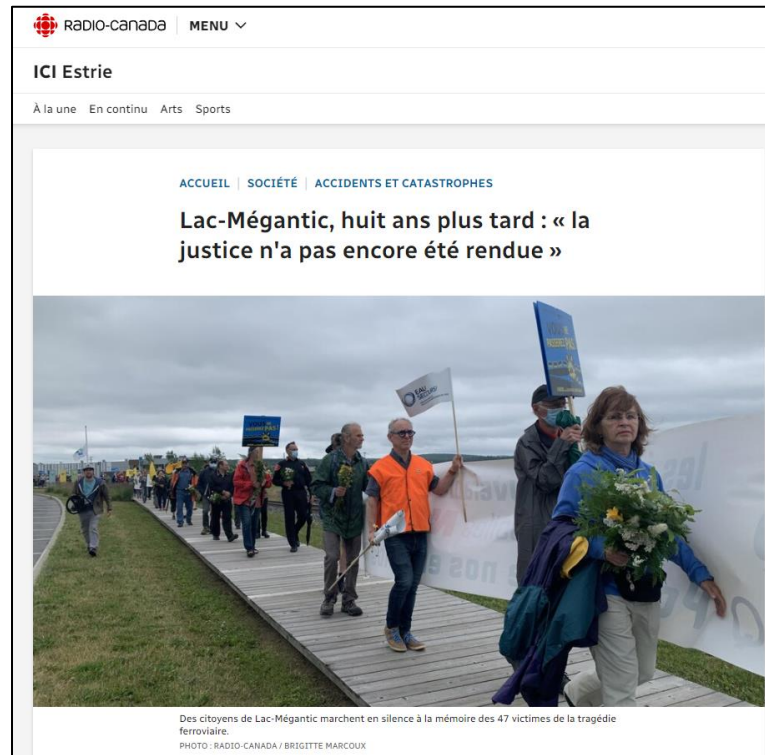 RADIO-CANADA MENU
ICI Estrie
À la une En continu Arts Sports
ACCUEIL | SOCIÉTÉ | ACCIDENTS ET CATASTROPHES
Lac-Mégantic, huit ans plus tard : « la
justice n'a pas encore été rendue »
EAU
SECOURS
Des citoyens de Lac-Mégantic marchent en silence à la mémoire des 47 victimes de la tragédie
ferroviaire.
PHOTO : RADIO-CANADA / BRIGITTE MARCOUX